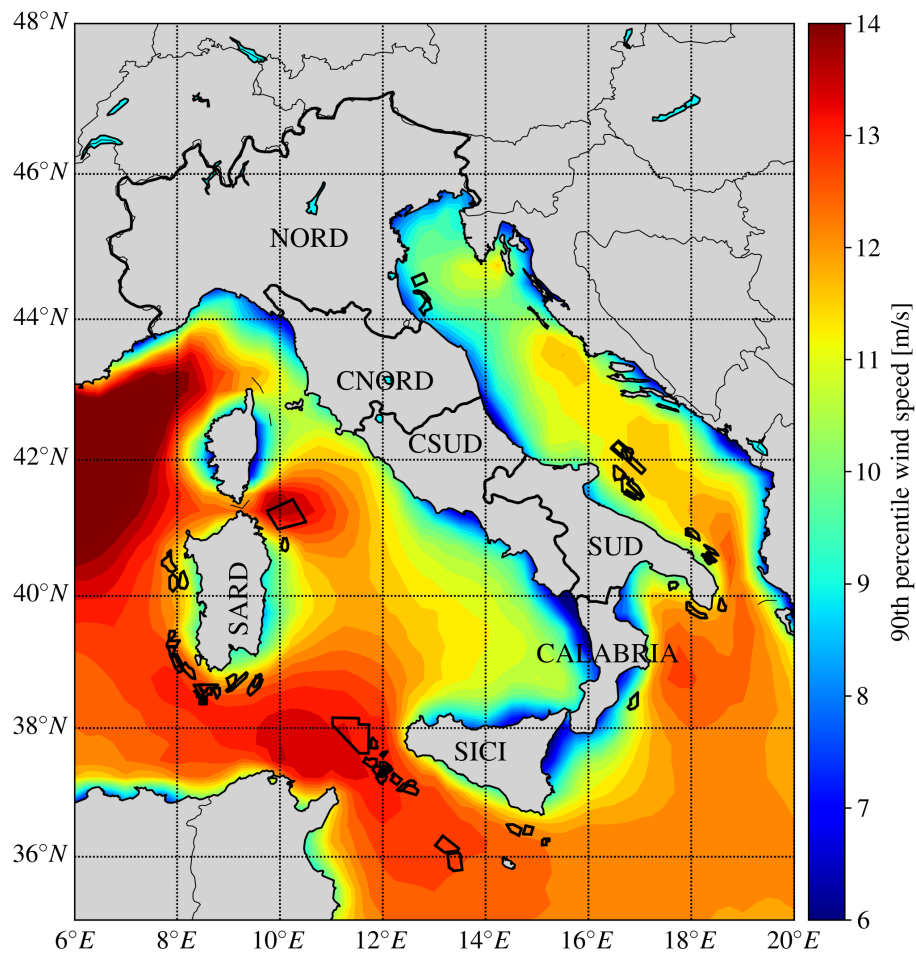 48°N
46°N
44°N
42°N
40°N
38°N
36°N
6°E
8°E
10°E
12°E
14°E
16°E
18°E
20°E
NORD
CNORD
CSUD
SUD
SARD
CALABRIA
SICI
14
13
12
11
10
9
8
7
6
90th percentile wind speed [m/s]